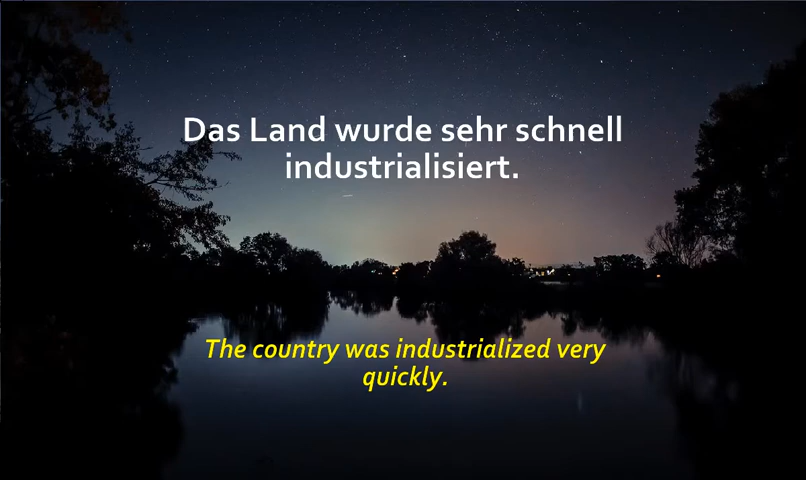 Das Land wurde sehr schnell
industrialisiert.
The country was industrialized very
quickly.